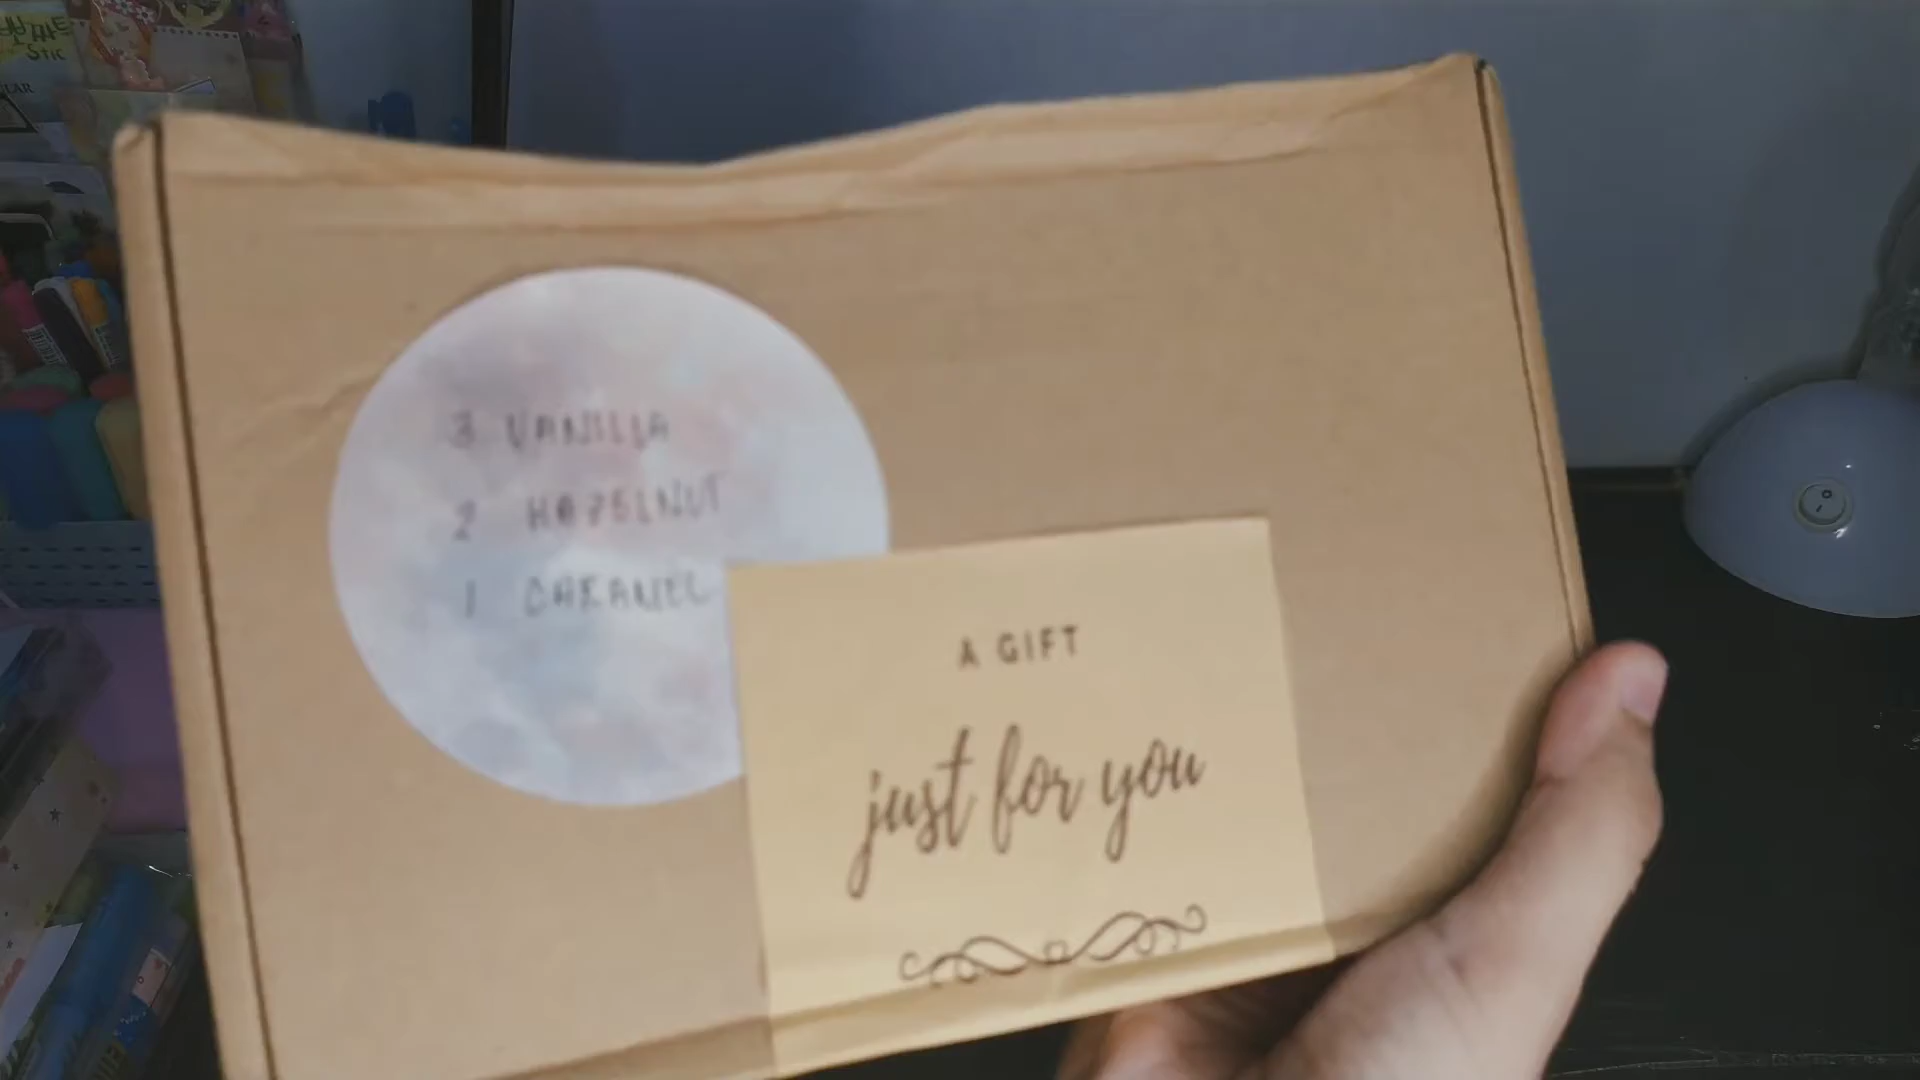 3 VANILLA
2 HAZELNUT
1 CARAMEL
A GIFT
just for you